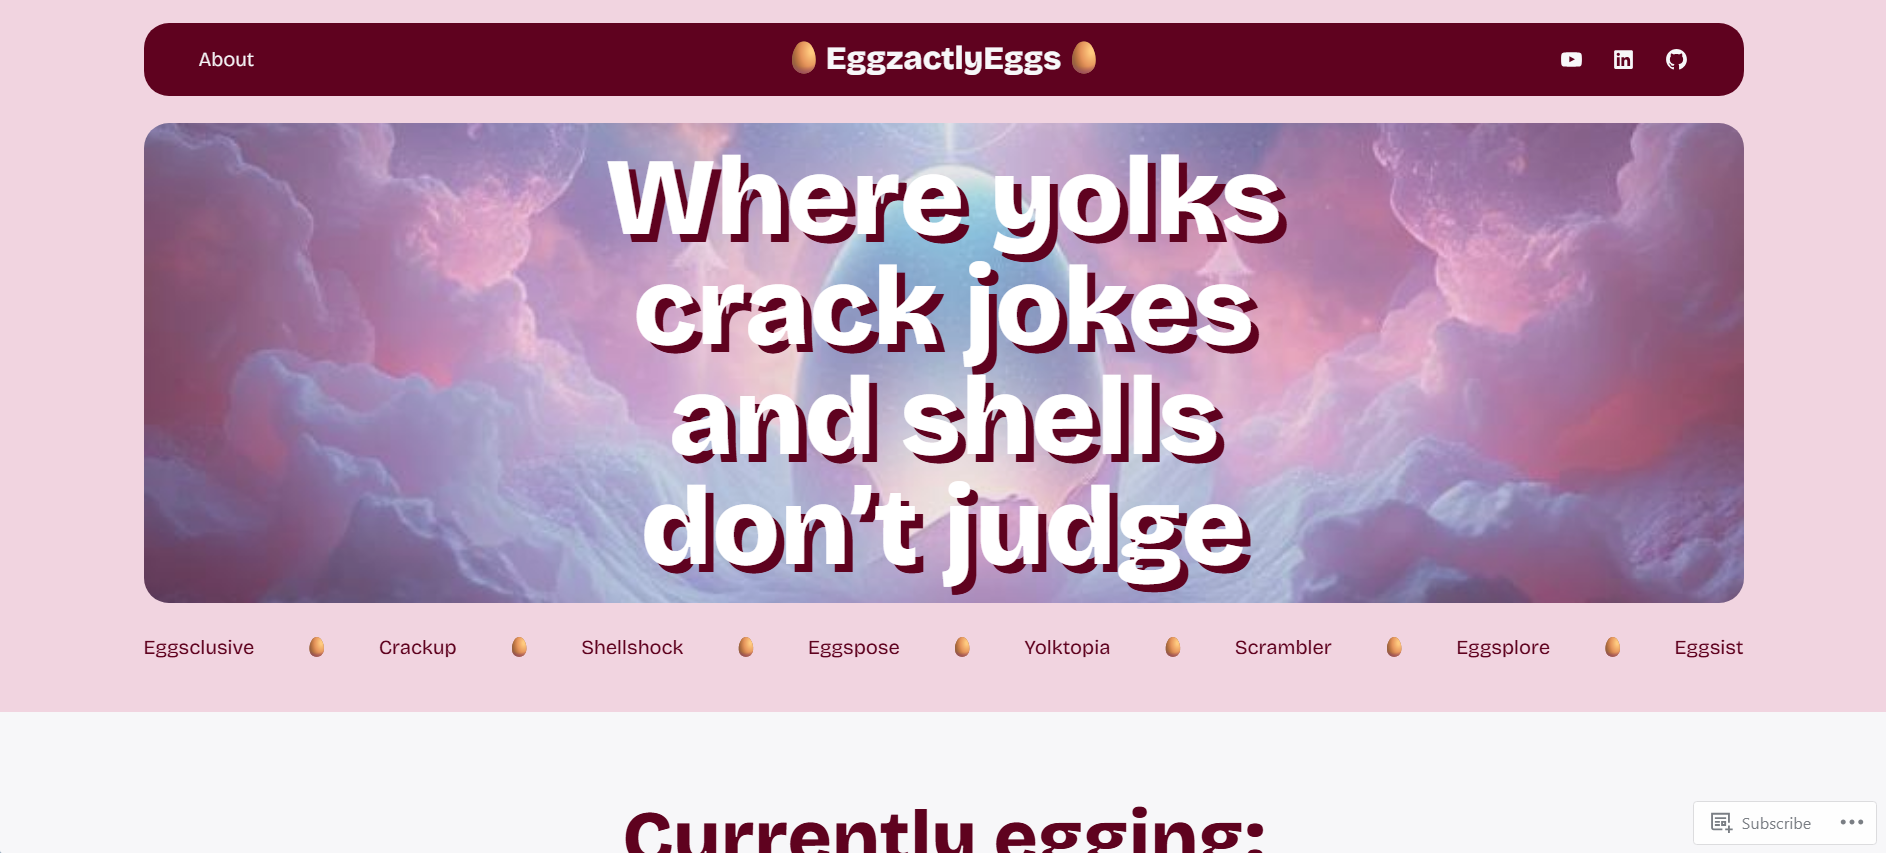 About
EggzactlyEggs
Where yolks
crack jokes
and shells
don’t judge
Eggsclusive Crackup Shellshock Eggspose Yolktopia Scrambler Eggsplore Eggsist
Currently egging:
Subscribe